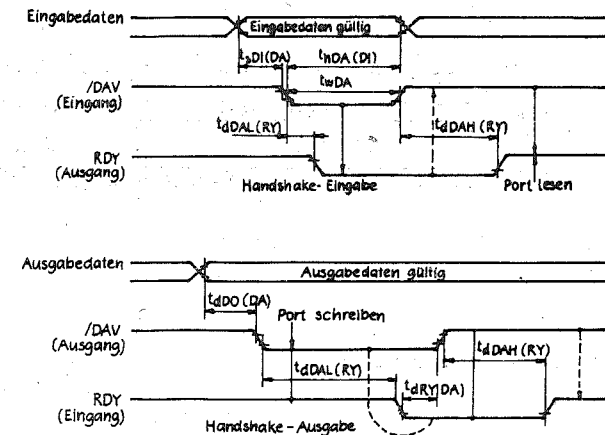 Eingabedaten
Eingabedaten gültig
tsDI(DA)
thDA(DI)
/DAV
(Eingang)
twDA
tdDAL(RY)
tdDAH(RY)
RDY
(Ausgang)
Handshake-Eingabe
Port lesen
Ausgabedaten
Ausgabedaten gültig
tdDO(DA)
Port schreiben
/DAV
(Ausgang)
tdDAL(RY)
tdDAH(RY)
tdRY(DA)
RDY
(Eingang)
Handshake-Ausgabe